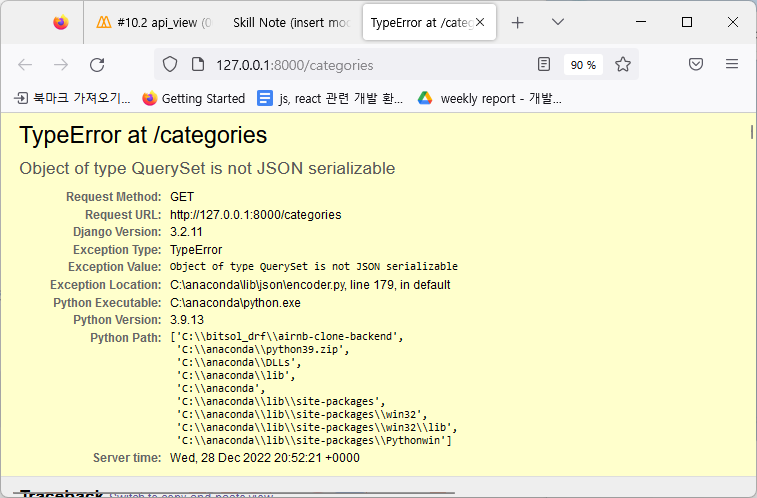 #10.2 api_view (0
Skill Note (insert mod
TypeError at /categ
127.0.0.1:8000/categories
90 %
북마크 가져오기...
Getting Started
js, react 관련 개발 환...
weekly report - 개발...
TypeError at /categories
Object of type QuerySet is not JSON serializable
Request Method: GET
Request URL: http://127.0.0.1:8000/categories
Django Version: 3.2.11
Exception Type: TypeError
Exception Value: Object of type QuerySet is not JSON serializable
Exception Location: C:\anaconda\lib\json\encoder.py, line 179, in default
Python Executable: C:\anaconda\python.exe
Python Version: 3.9.13
Python Path: ['C:\\bitsol_drf\\airnb-clone-backend',
'C:\\anaconda\\python39.zip',
'C:\\anaconda\\DLLs',
'C:\\anaconda\\lib',
'C:\\anaconda',
'C:\\anaconda\\lib\\site-packages',
'C:\\anaconda\\lib\\site-packages\\win32',
'C:\\anaconda\\lib\\site-packages\\win32\\lib',
'C:\\anaconda\\lib\\site-packages\\Pythonwin']
Server time: Wed, 28 Dec 2022 20:52:21 +0000
Traceback Switch to copy-and-paste view